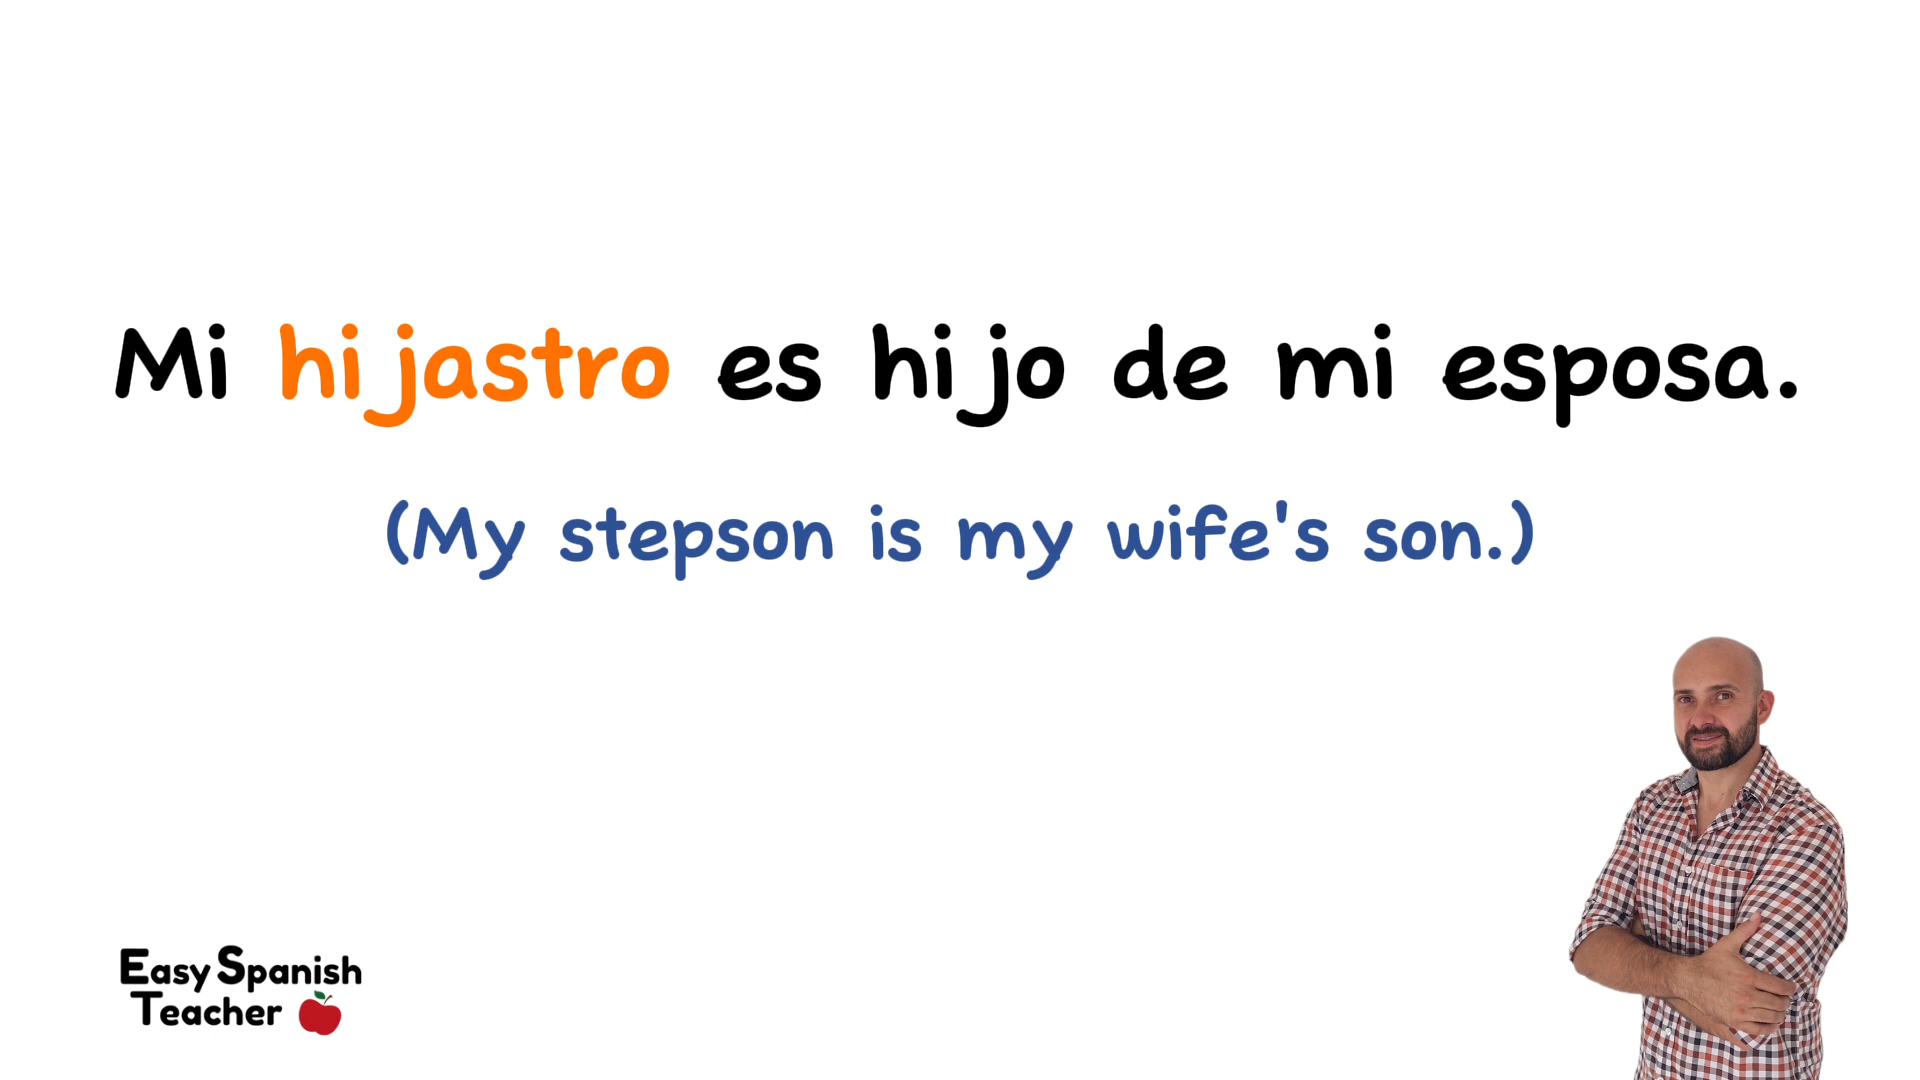 Mi hijastro es hijo de mi esposa.
(My stepson is my wife's son.)
Easy Spanish
Teacher